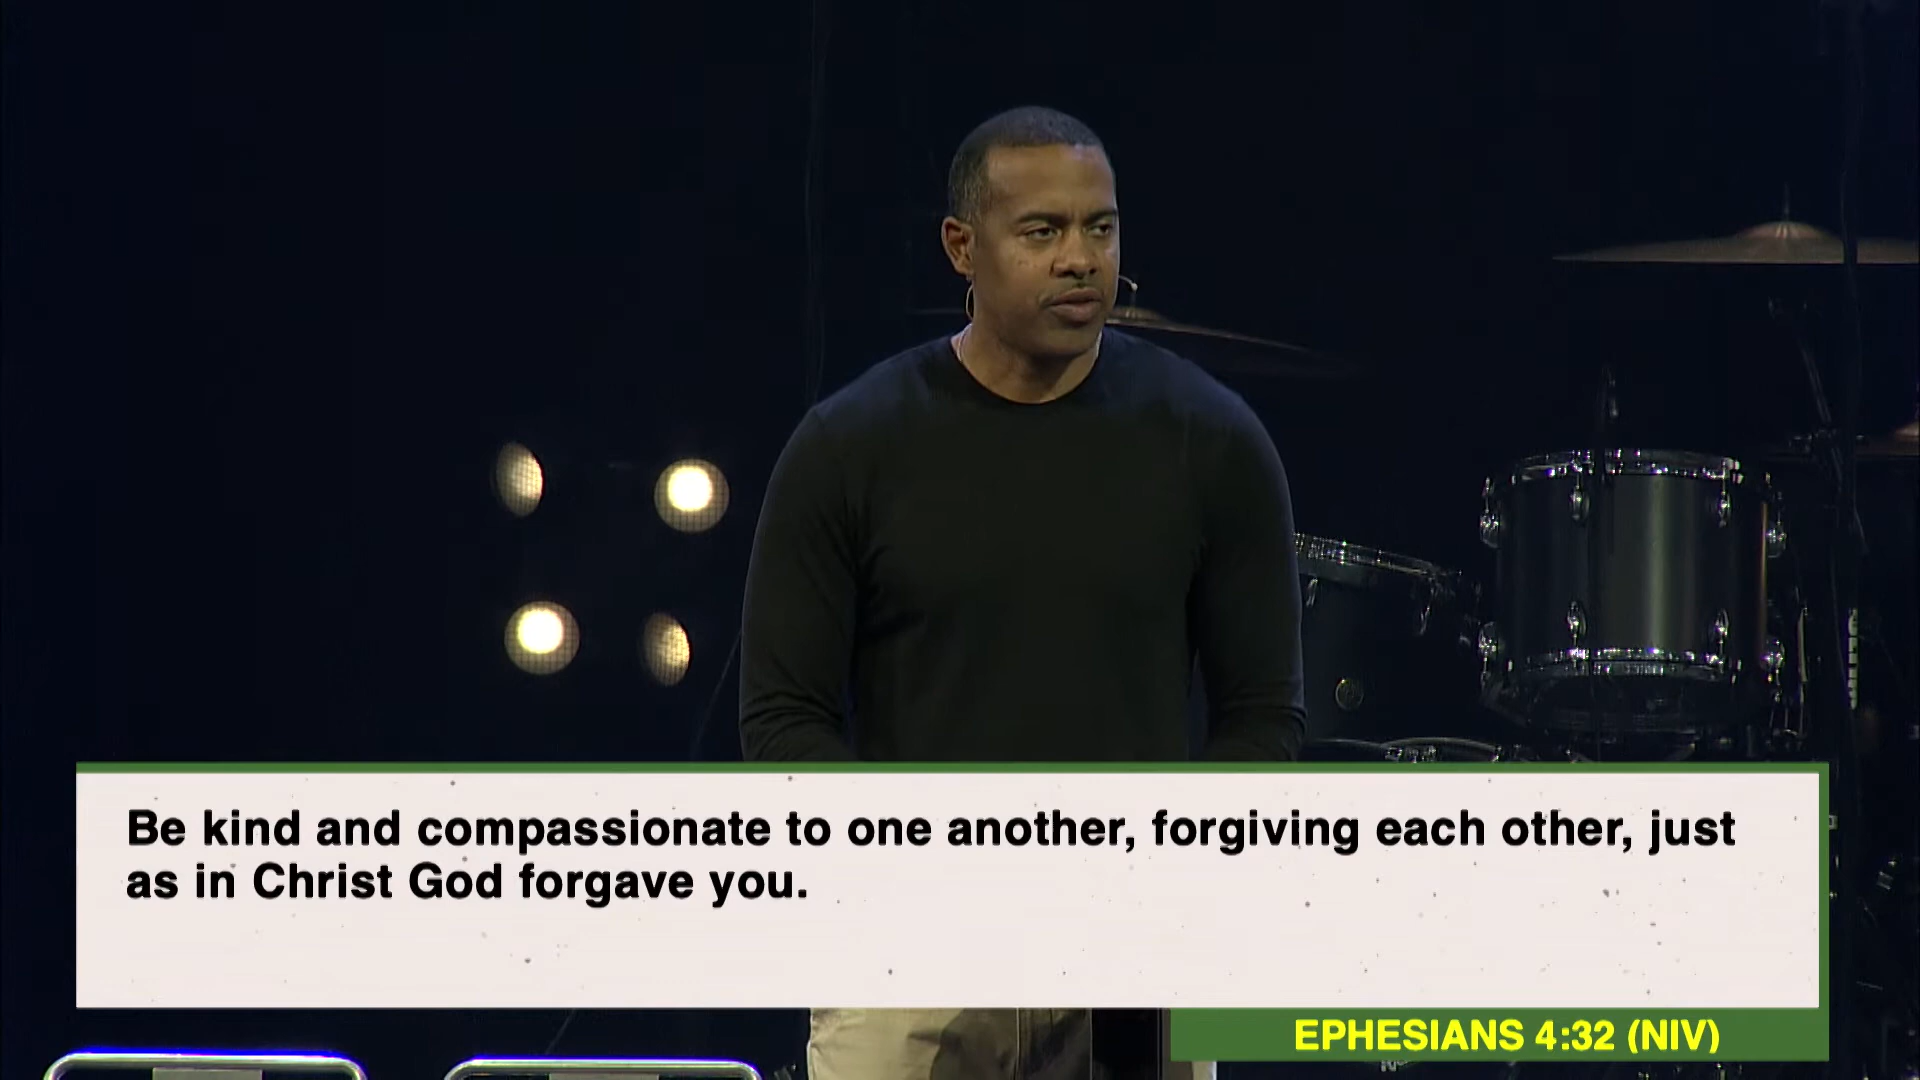 Be kind and compassionate to one another, forgiving each other, just
as in Christ God forgave you.
EPHESIANS 4:32 (NIV)